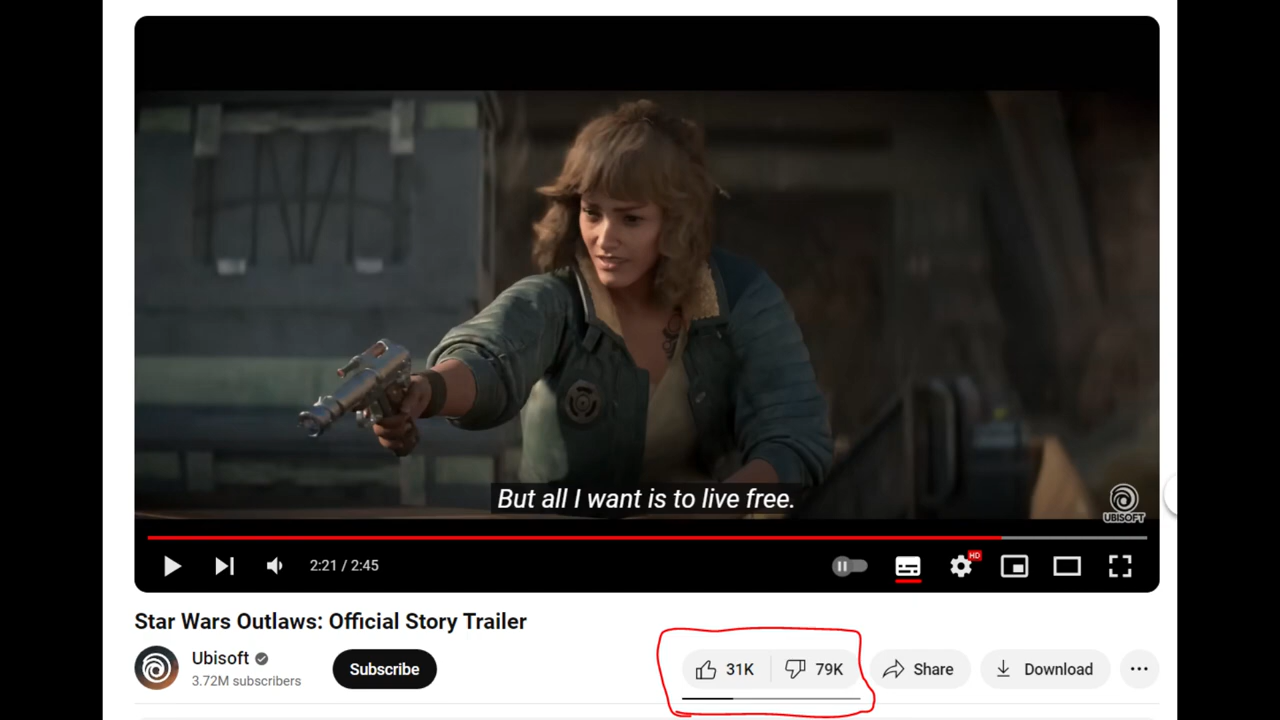 But all I want is to live free.
UBISOFT
2:21 / 2:45
HD
Star Wars Outlaws: Official Story Trailer
Ubisoft
3.72M subscribers
Subscribe
31K
79K
Share
Download